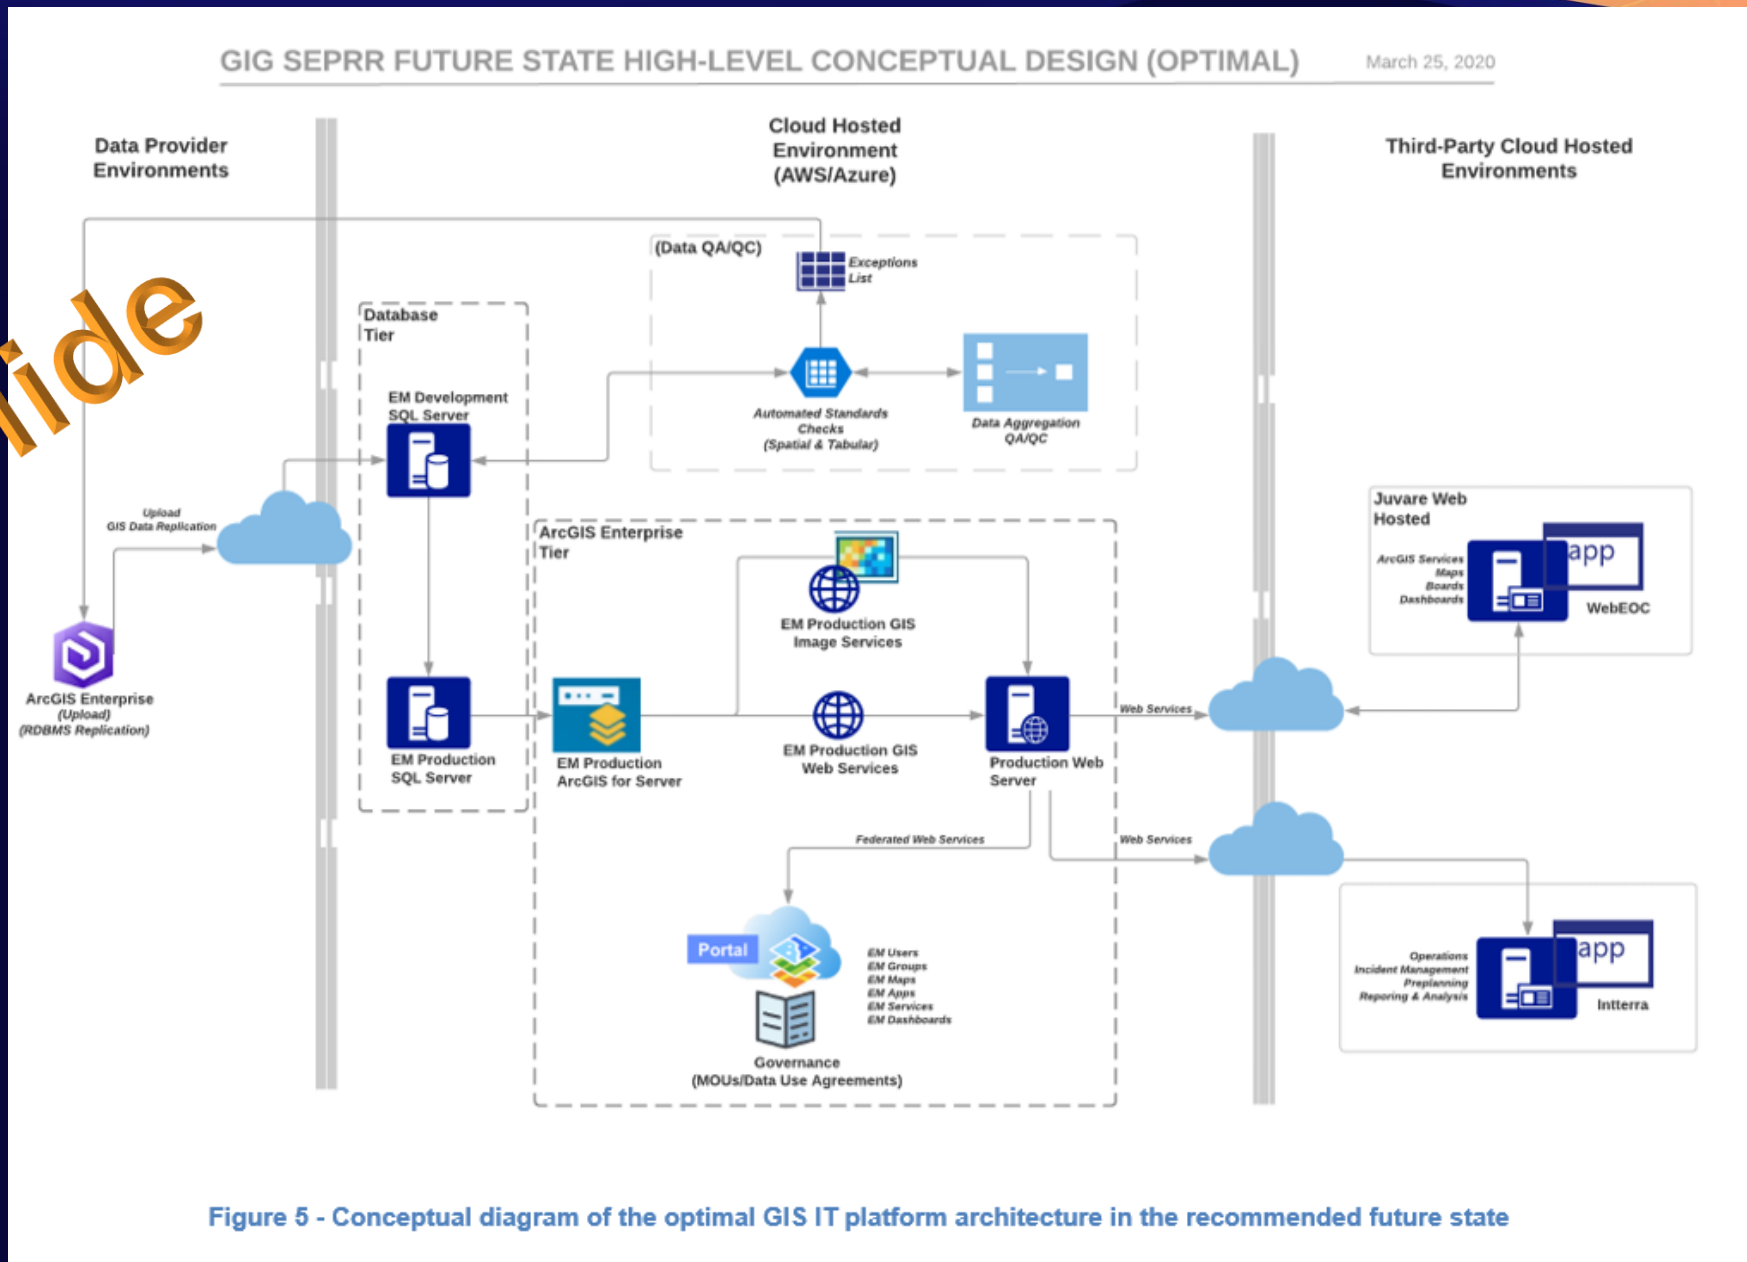 GIG SEPRR FUTURE STATE HIGH-LEVEL CONCEPTUAL DESIGN (OPTIMAL)
March 25, 2020
Data Provider
Environments
Cloud Hosted
Environment
(AWS/Azure)
Third-Party Cloud Hosted
Environments
(Data QA/QC)
Exceptions
List
lide
Database
Tier
EM Development
SQL Server
Automated Standards
Checks
(Spatial & Tabular)
Data Aggregation
QA/QC
Upload
GIS Data Replication
ArcGIS Enterprise
Tier
Juvare Web
Hosted
ArcGIS Services
Maps
Boards
Dashboards
app
WebEOC
EM Production GIS
Image Services
ArcGIS Enterprise
(Upload)
(RDBMS Replication)
EM Production
SQL Server
EM Production
ArcGIS for Server
EM Production GIS
Web Services
Production Web
Server
Web Services
Federated Web Services
Web Services
Portal
EM Users
EM Groups
EM Maps
EM Apps
EM Services
EM Dashboards
Governance
(MOUs/Data Use Agreements)
Operations
Incident Management
Preplanning
Reporing & Analysis
app
Intterra
Figure 5 - Conceptual diagram of the optimal GIS IT platform architecture in the recommended future state